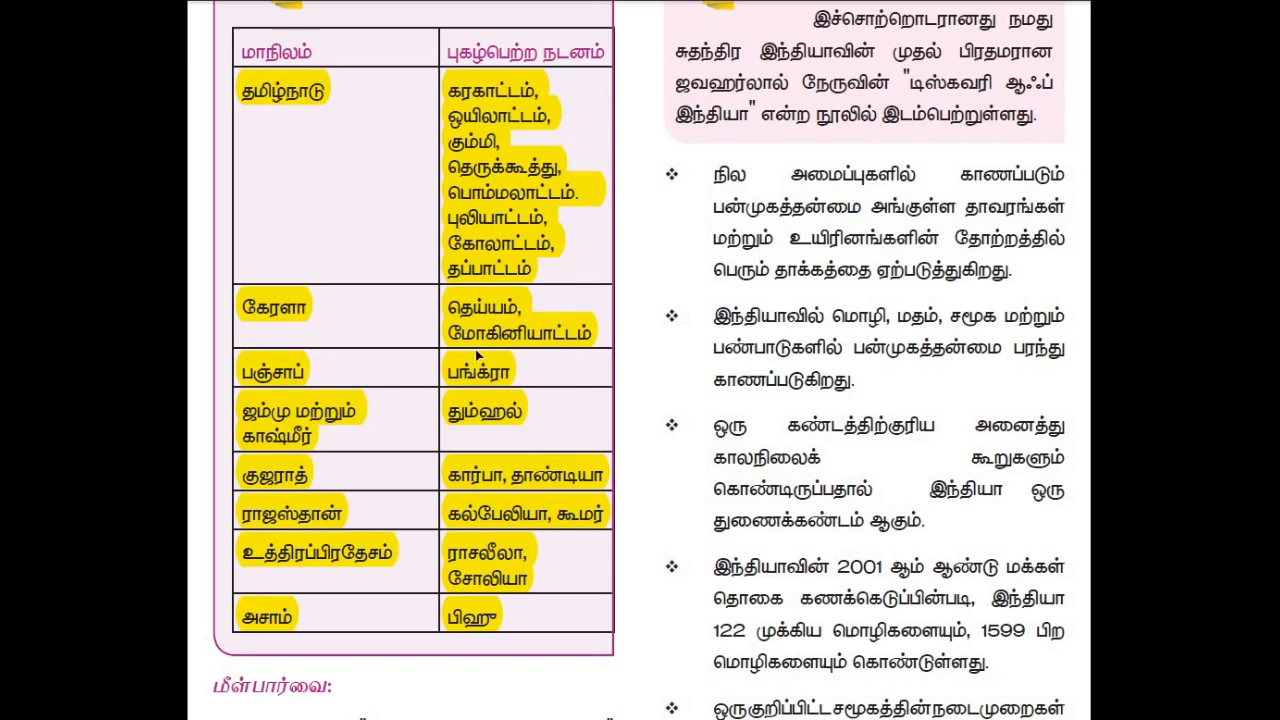 மாநிலம் புகழ்பெற்ற நடனம்
தமிழ்நாடு கரகாட்டம்,
ஒயிலாட்டம்,
கும்மி,
தெருக்கூத்து,
பொம்மலாட்டம்.
புலியாட்டம்,
கோலாட்டம்,
தப்பாட்டம்
கேரளா தெய்யம்,
மோகினியாட்டம்
பஞ்சாப் பங்க்ரா
ஜம்மு மற்றும் தும்ஹல்
காஷ்மீர்
குஜராத் கார்பா, தாண்டியா
ராஜஸ்தான் கல்பேலியா, கூமர்
உத்திரப்பிரதேசம் ராசலீலா,
சோலியா
அசாம் பிஹு
மீள்பார்வை:
இச்சொற்றொடரானது நமது
சுதந்திர இந்தியாவின் முதல் பிரதமரான
ஜவஹர்லால் நேருவின் "டிஸ்கவரி ஆஃப்
இந்தியா" என்ற நூலில் இடம்பெற்றுள்ளது.
❖ நில அமைப்புகளில் காணப்படும்
பன்முகத்தன்மை அங்குள்ள தாவரங்கள்
மற்றும் உயிரினங்களின் தோற்றத்தில்
பெரும் தாக்கத்தை ஏற்படுத்துகிறது.
❖ இந்தியாவில் மொழி, மதம், சமூக மற்றும்
பண்பாடுகளில் பன்முகத்தன்மை பரந்து
காணப்படுகிறது.
❖ ஒரு கண்டத்திற்குரிய அனைத்து
காலநிலைக் கூறுகளும்
கொண்டிருப்பதால் இந்தியா ஒரு
துணைக்கண்டம் ஆகும்.
❖ இந்தியாவின் 2001 ஆம் ஆண்டு மக்கள்
தொகை கணக்கெடுப்பின்படி, இந்தியா
122 முக்கிய மொழிகளையும், 1599 பிற
மொழிகளையும் கொண்டுள்ளது.
❖ ஒரு குறிப்பிட்ட சமூகத்தின் நடைமுறைகள்